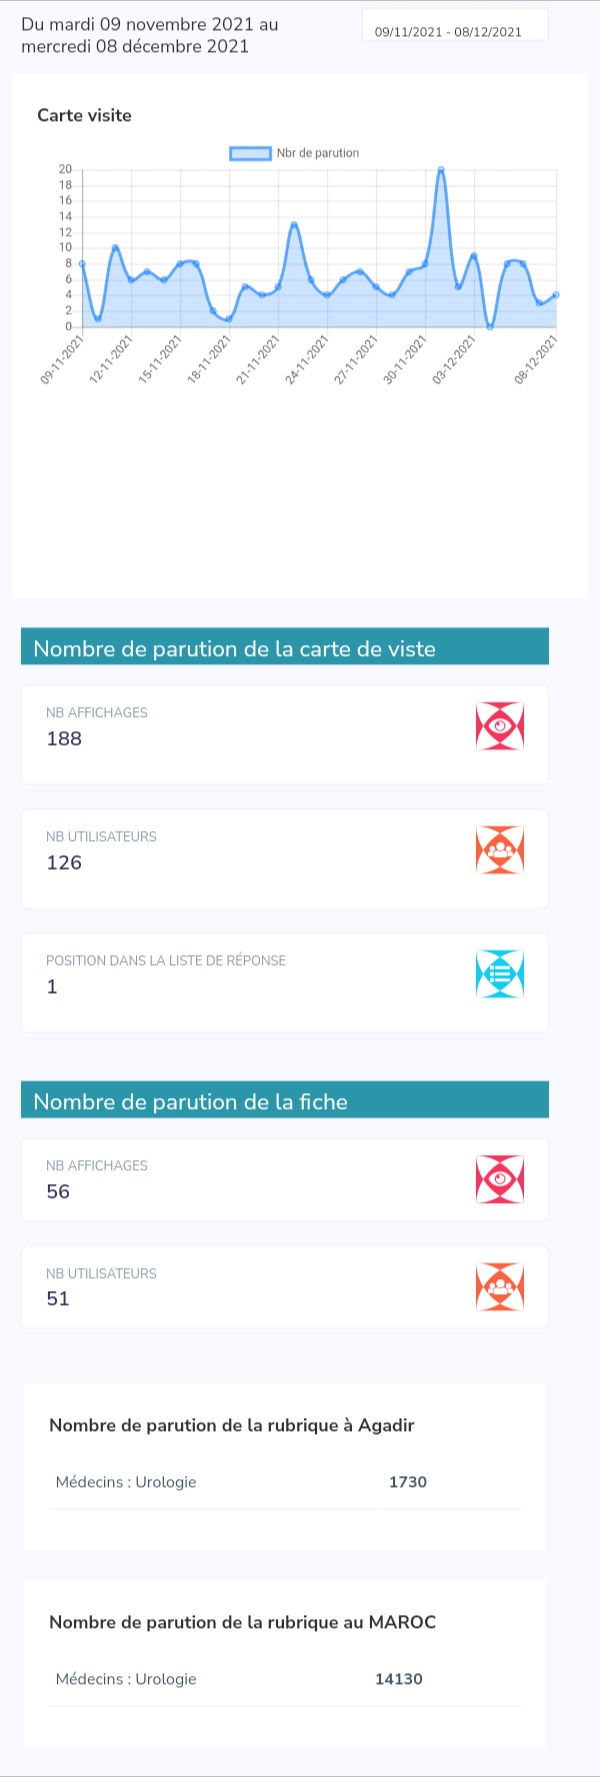 Du mardi 09 novembre 2021 au
mercredi 08 décembre 2021
09/11/2021 - 08/12/2021
Carte visite
Nbr de parution
20
18
16
14
12
10
8
6
4
2
0
09-11-2021
12-11-2021
15-11-2021
18-11-2021
21-11-2021
24-11-2021
27-11-2021
30-11-2021
03-12-2021
08-12-2021
Nombre de parution de la carte de viste
NB AFFICHAGES
188
NB UTILISATEURS
126
POSITION DANS LA LISTE DE RÉPONSE
1
Nombre de parution de la fiche
NB AFFICHAGES
56
NB UTILISATEURS
51
Nombre de parution de la rubrique à Agadir
Médecins : Urologie 1730
Nombre de parution de la rubrique au MAROC
Médecins : Urologie 14130